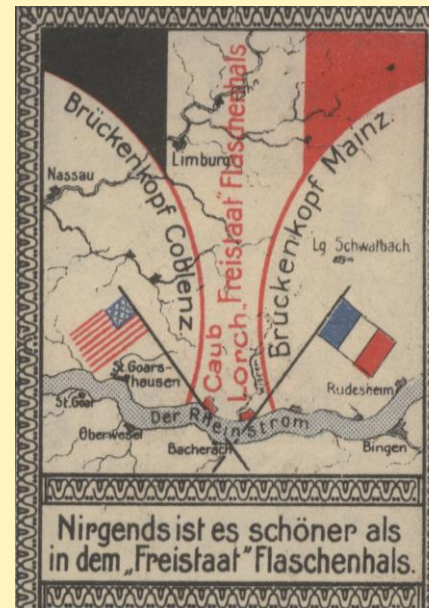 Brückenkopf Coblenz
Limburg
Nassau
Freistaat" Flaschenhals
Brückenkopf Mainz.
Lg Schwalbach
Caub
Lorch.
St. Goarshausen
St. Goar
Rüdesheim
Der Rheinstrom
Oberwesel
Bacherach
Bingen
Nirgends ist es schöner als
in dem „Freistaat" Flaschenhals.